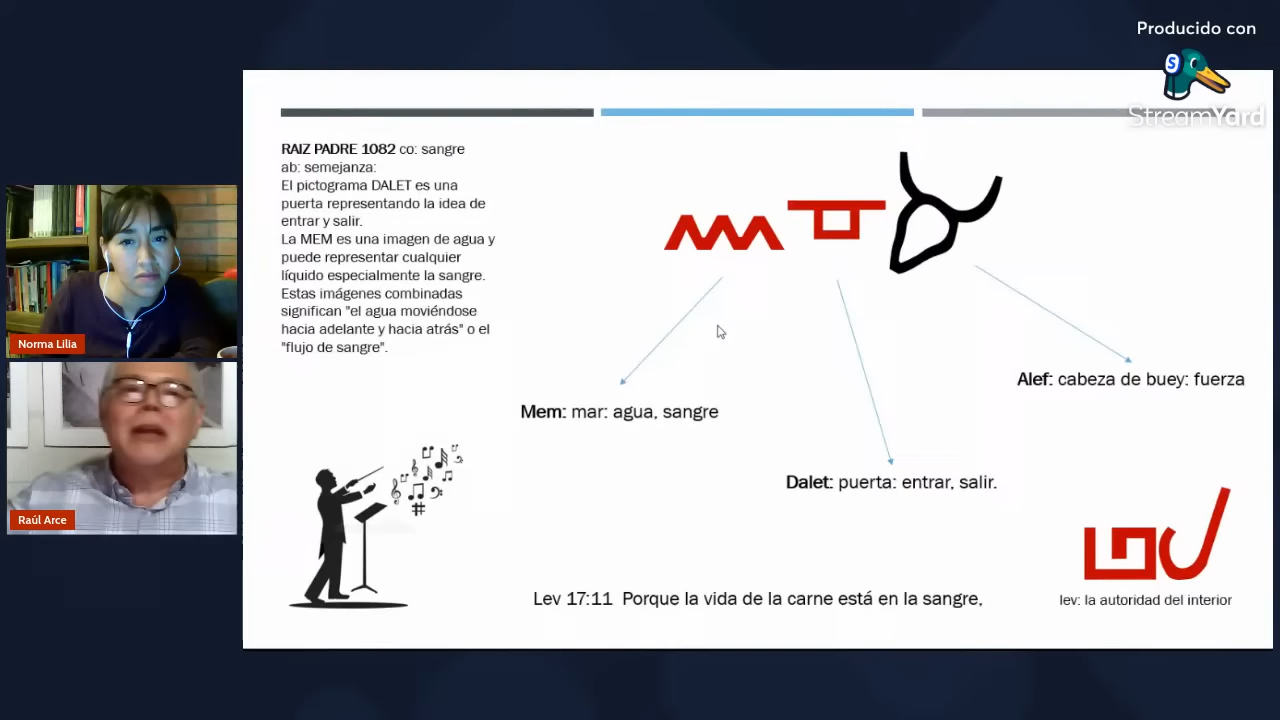 Producido con
StreamYard
RAIZ PADRE 1082 co: sangre
ab: semejanza:
El pictograma DALET es una
puerta representando la idea de
entrar y salir.
La MEM es una imagen de agua y
puede representar cualquier
líquido especialmente la sangre.
Estas imágenes combinadas
significan "el agua moviéndose
hacia adelante y hacia atrás" o el
"flujo de sangre".
Alef: cabeza de buey: fuerza
Mem: mar: agua, sangre
Dalet: puerta: entrar, salir.
Lev 17:11 Porque la vida de la carne está en la sangre,
lev: la autoridad del interior
Norma Lilia
Raúl Arce